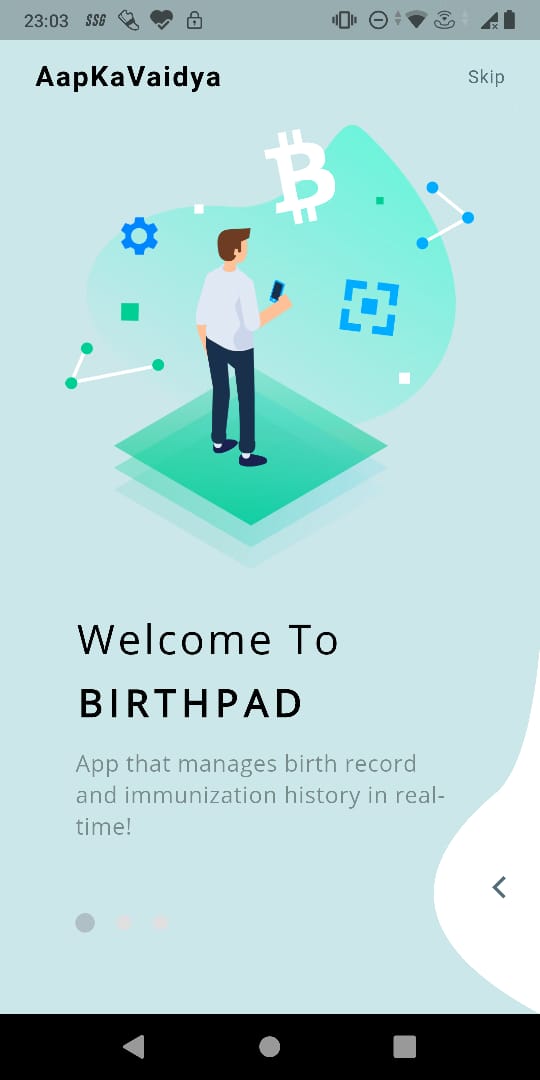 23:03 SSG
AapKaVaidya
Skip
Welcome To
BIRTHPAD
App that manages birth record
and immunization history in real-
time!